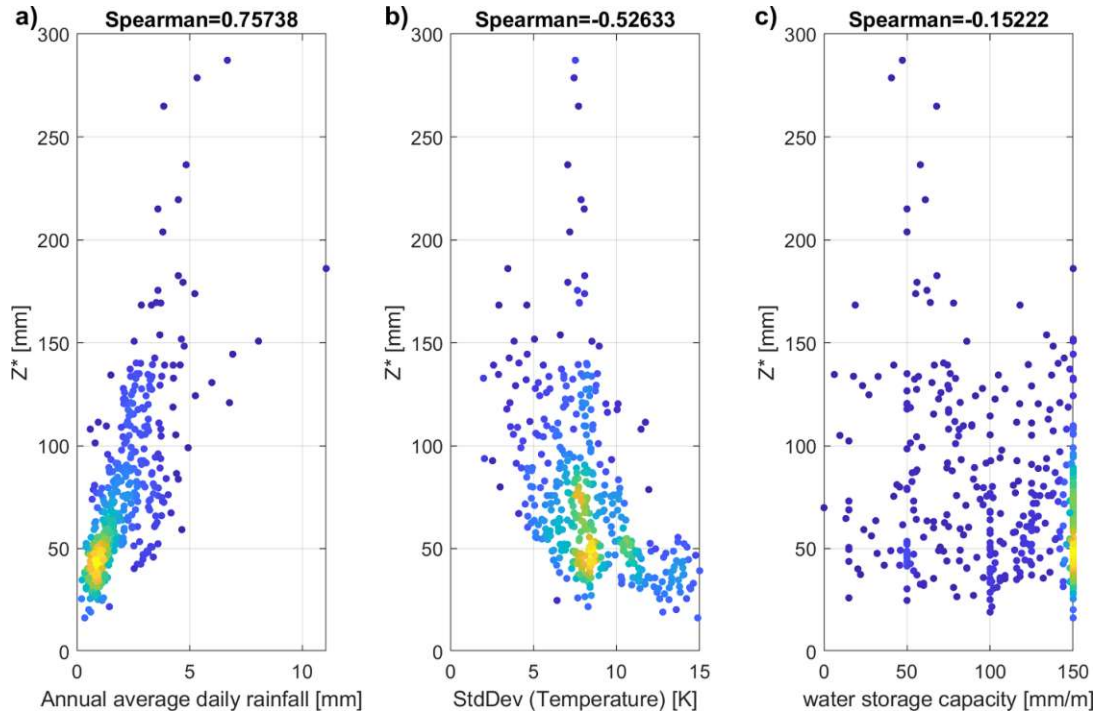 a) Spearman=0.75738
300
250
200
150
100
50
0
Z* [mm]
0 5 10
Annual average daily rainfall [mm]
b) Spearman=-0.52633
300
250
200
150
100
50
0
Z* [mm]
0 5 10 15
StdDev (Temperature) [K]
c) Spearman=-0.15222
300
250
200
150
100
50
0
Z* [mm]
0 50 100 150
water storage capacity [mm/m]